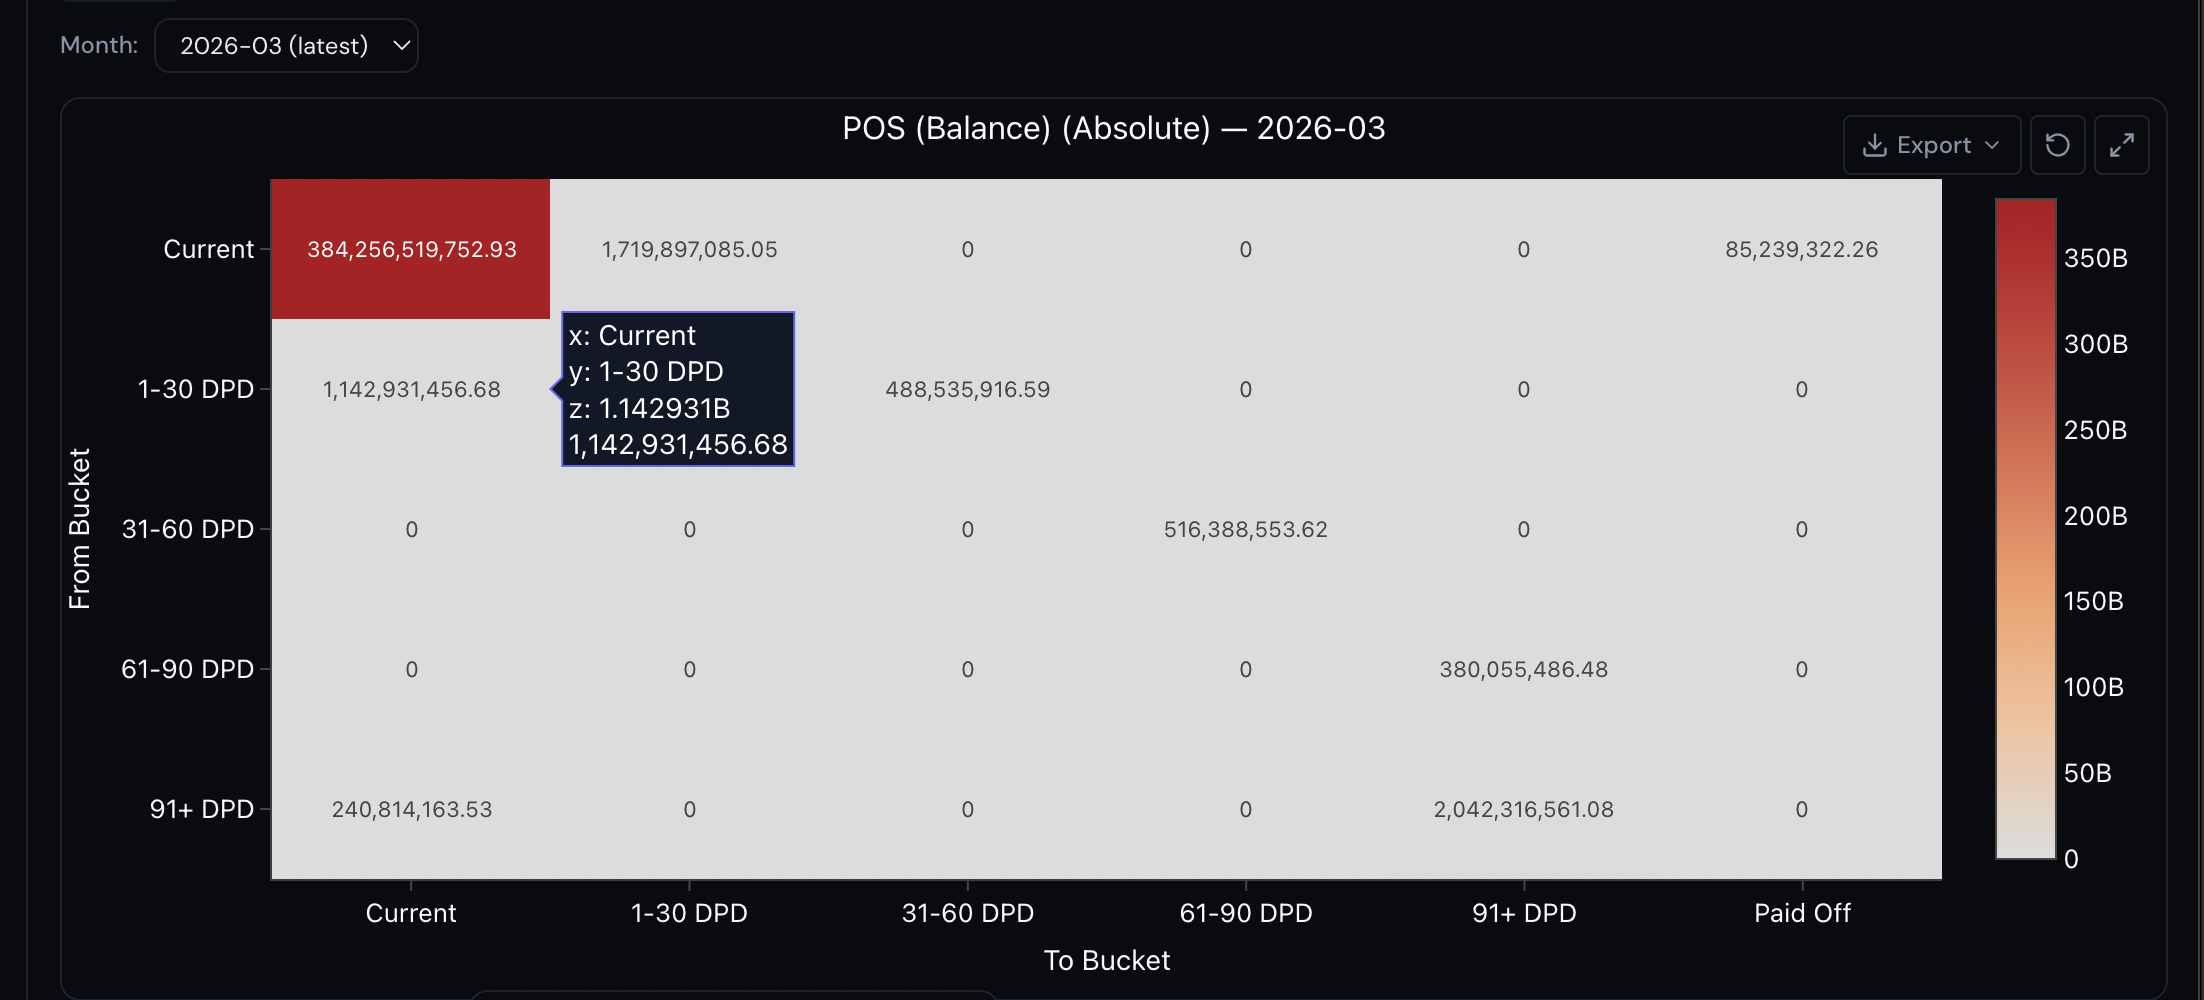 Month:
2026-03 (latest)
POS (Balance) (Absolute) — 2026-03
Export
Current
384,256,519,752.93
1,719,897,085.05
0
0
0
85,239,322.26
350B
300B
x: Current
y: 1-30 DPD
z: 1.142931B
1,142,931,456.68
1-30 DPD
1,142,931,456.68
488,535,916.59
0
0
0
250B
From Bucket
31-60 DPD
0
0
0
516,388,553.62
0
0
200B
150B
61-90 DPD
0
0
0
0
380,055,486.48
0
100B
50B
91+ DPD
240,814,163.53
0
0
0
2,042,316,561.08
0
0
Current
1-30 DPD
31-60 DPD
61-90 DPD
91+ DPD
Paid Off
To Bucket